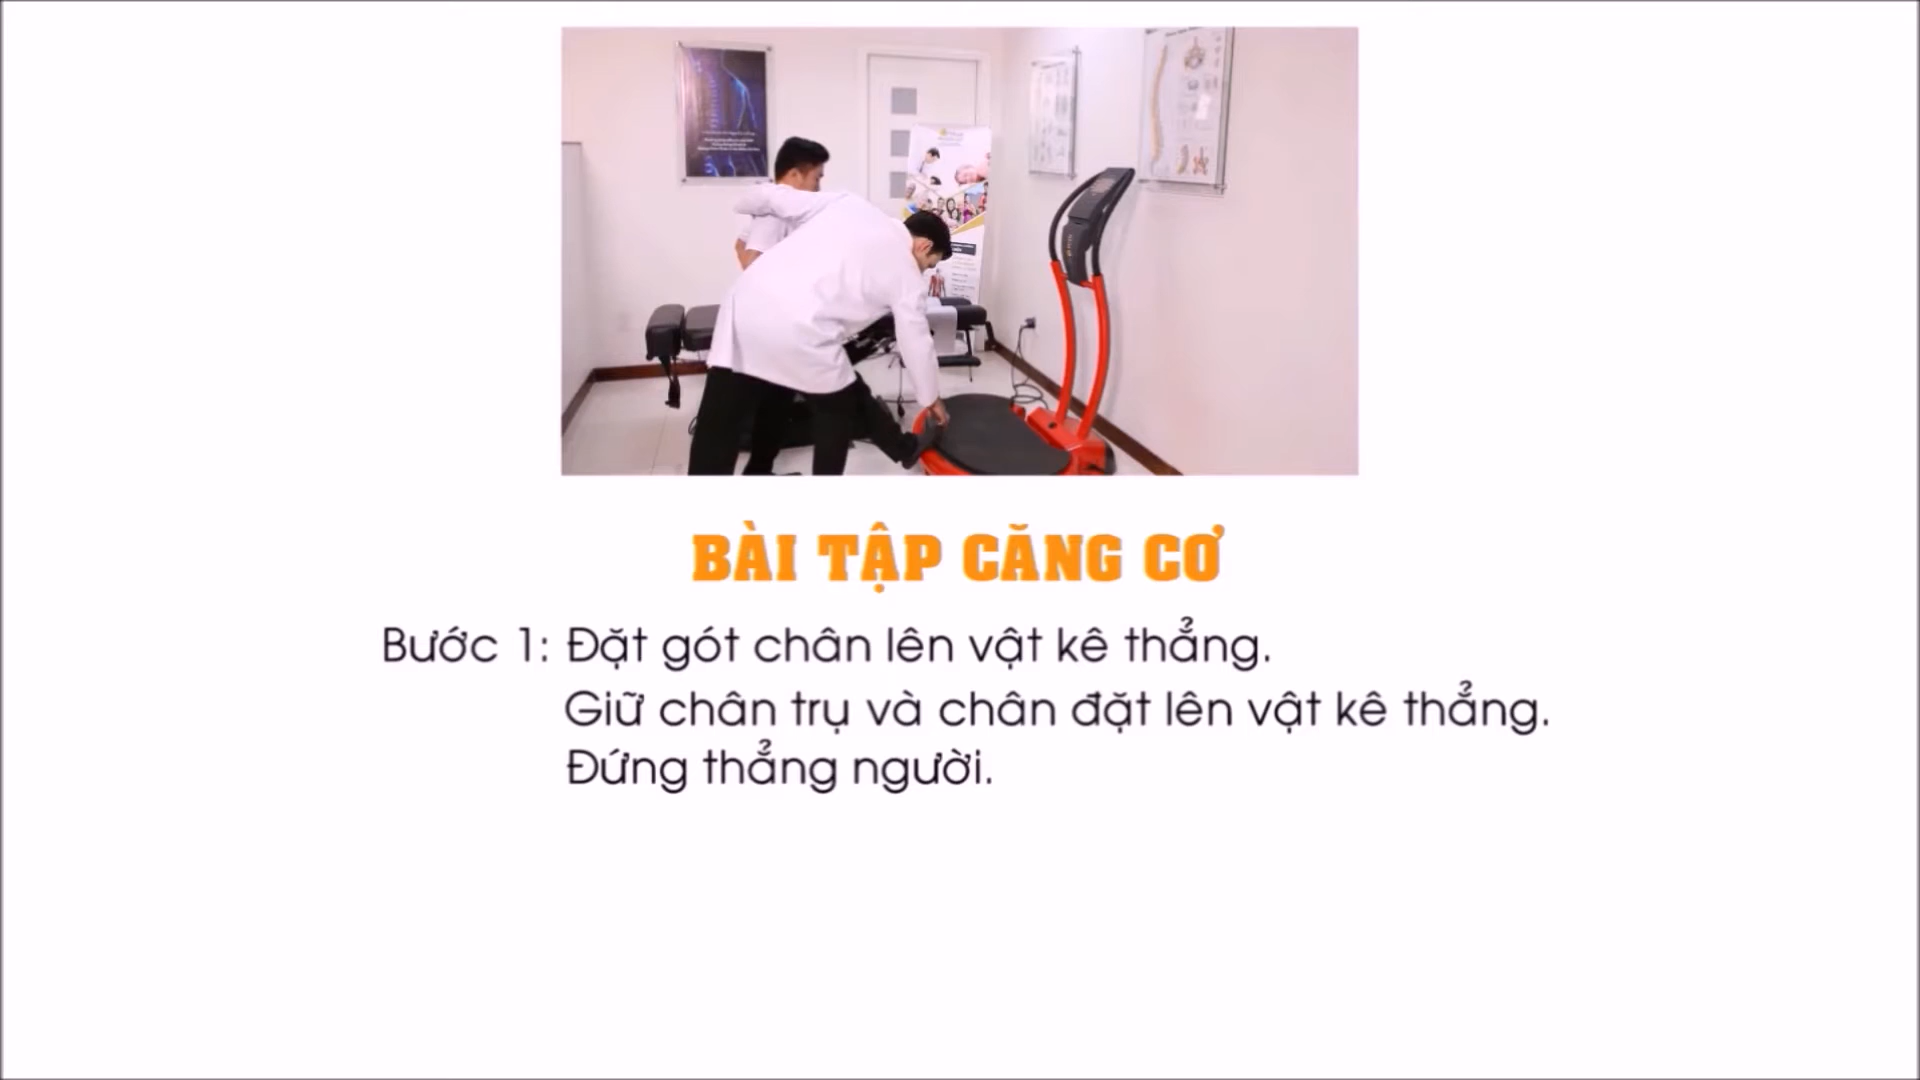 BÀI TẬP CĂNG CƠ
Bước 1: Đặt gót chân lên vật kê thẳng.
Giữ chân trụ và chân đặt lên vật kê thẳng.
Đứng thẳng người.